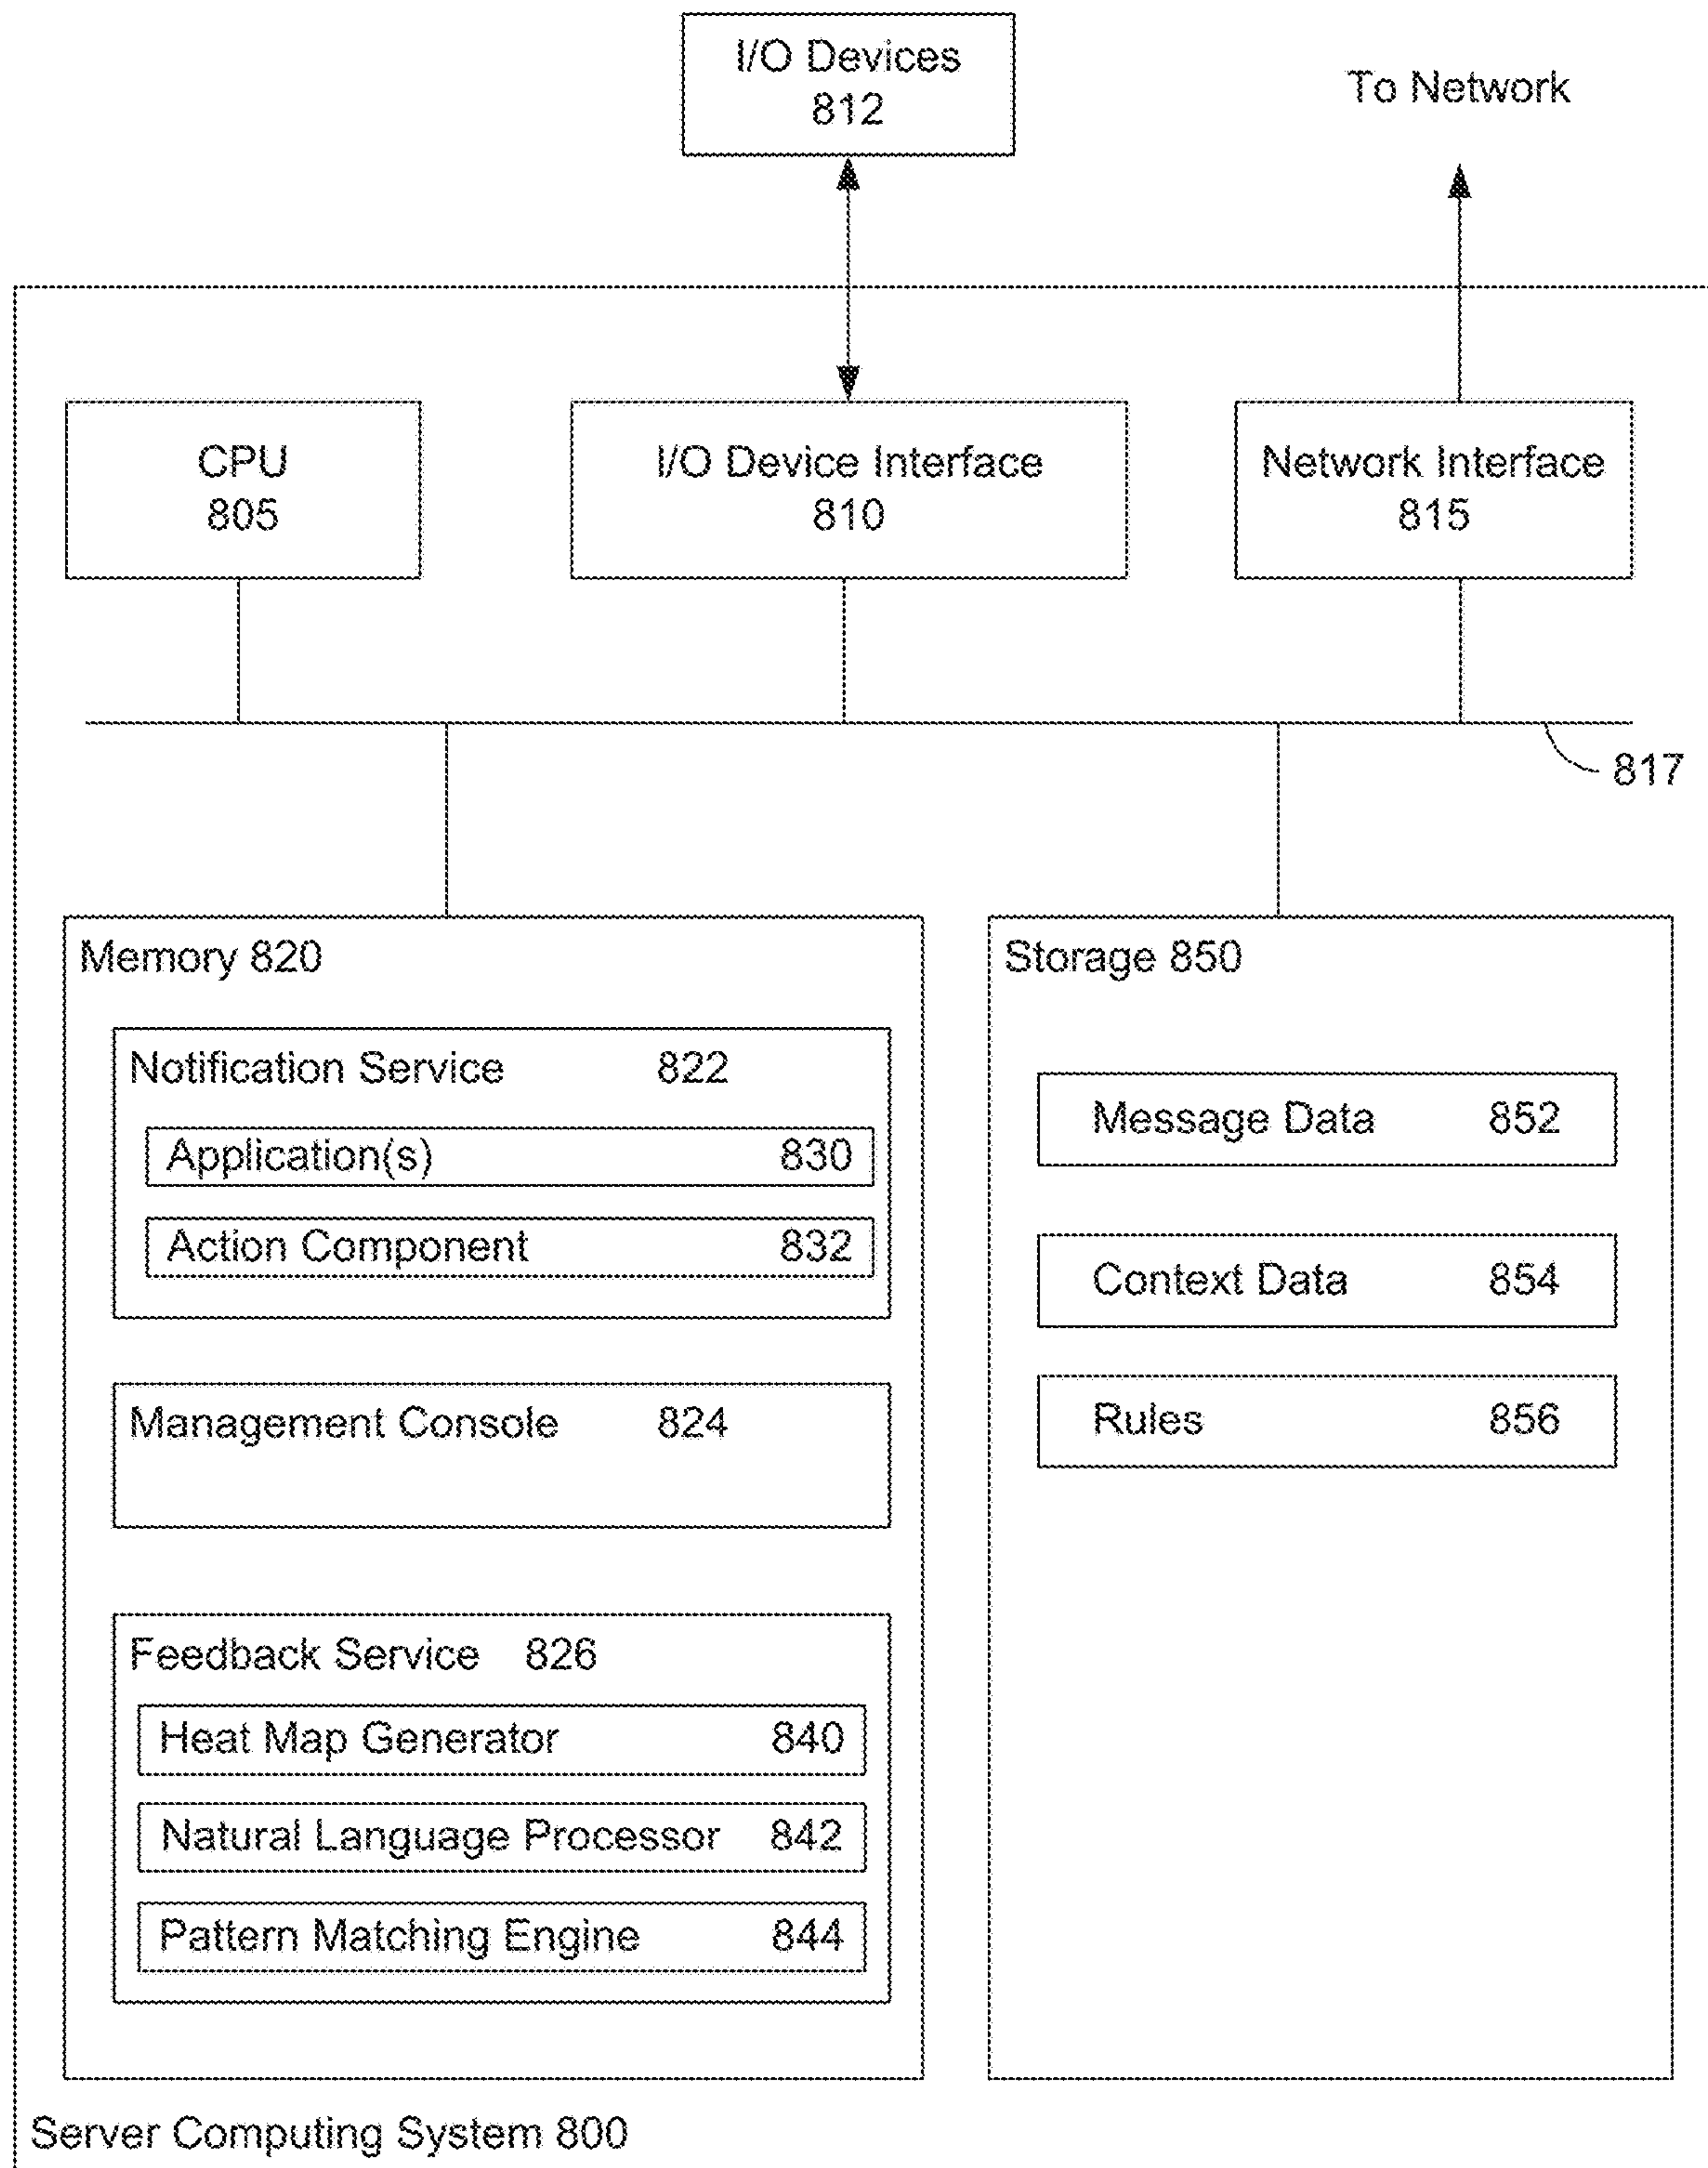 I/O Devices
812
To Network
CPU
805
I/O Device Interface
810
Network Interface
815
817
Memory 820
Notification Service 822
Application(s) 830
Action Component 832
Management Console 824
Feedback Service 826
Heat Map Generator 840
Natural Language Processor 842
Pattern Matching Engine 844
Storage 850
Message Data 852
Context Data 854
Rules 856
Server Computing System 800